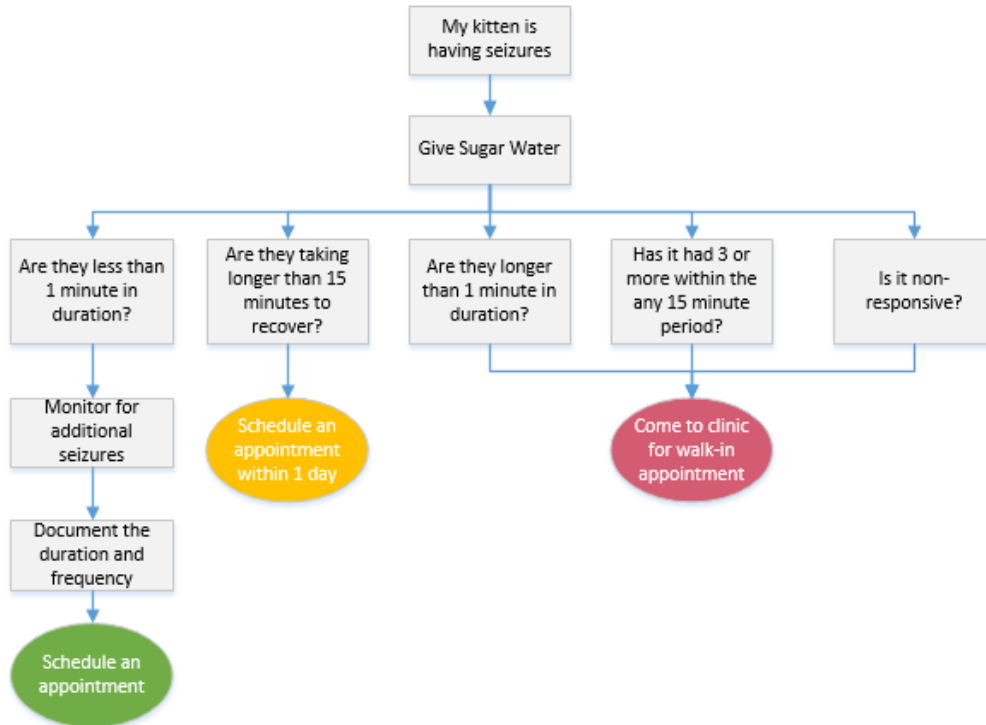 My kitten is
having seizures
Give Sugar Water
Are they less than
1 minute in
duration?
Are they taking
longer than 15
minutes to
recover?
Are they longer
than 1 minute in
duration?
Has it had 3 or
more within the
any 15 minute
period?
Is it non-
responsive?
Monitor for
additional
seizures
Schedule an
appointment
within 1 day
Come to clinic
for walk-in
appointment
Document the
duration and
frequency
Schedule an
appointment